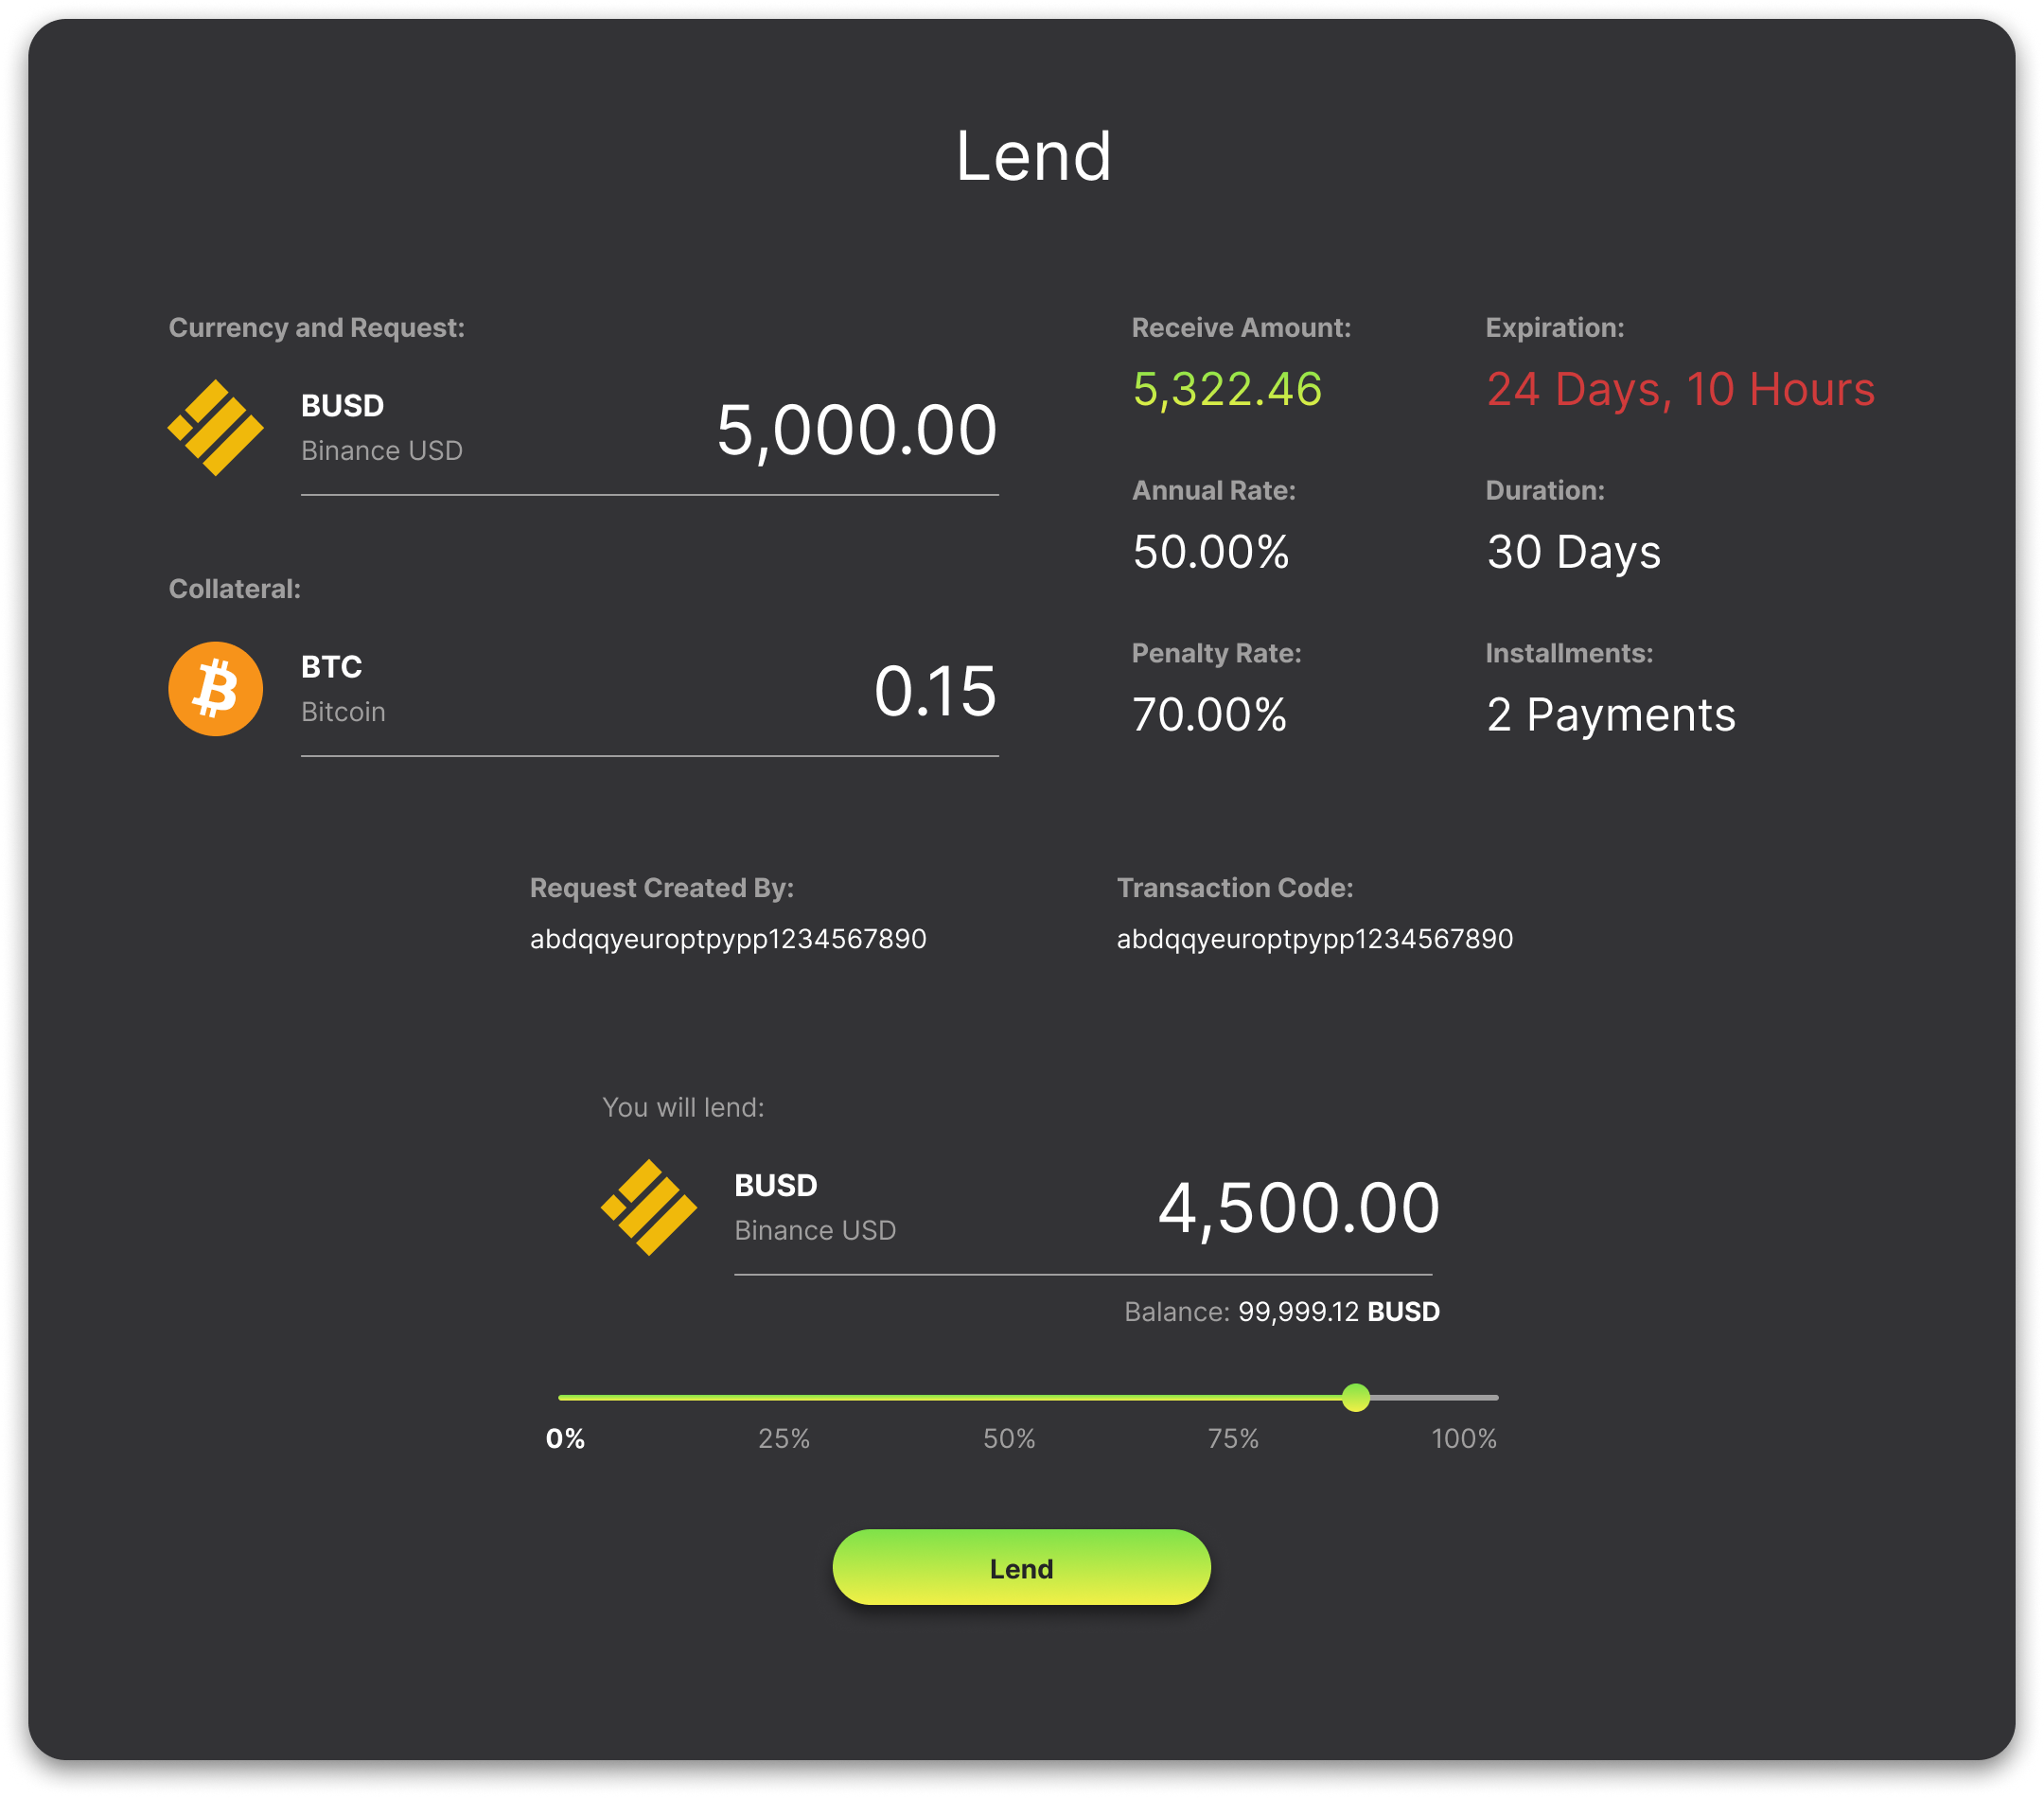 Lend
Currency and Request:
BUSD
Binance USD
5,000.00
Collateral:
BTC
Bitcoin
0.15
Receive Amount:
5,322.46
Expiration:
24 Days, 10 Hours
Annual Rate:
50.00%
Duration:
30 Days
Penalty Rate:
70.00%
Installments:
2 Payments
Request Created By:
abdqqyeuroptpypp1234567890
Transaction Code:
abdqqyeuroptpypp1234567890
You will lend:
BUSD
Binance USD
4,500.00
Balance: 99,999.12 BUSD
0% 25% 50% 75% 100%
Lend